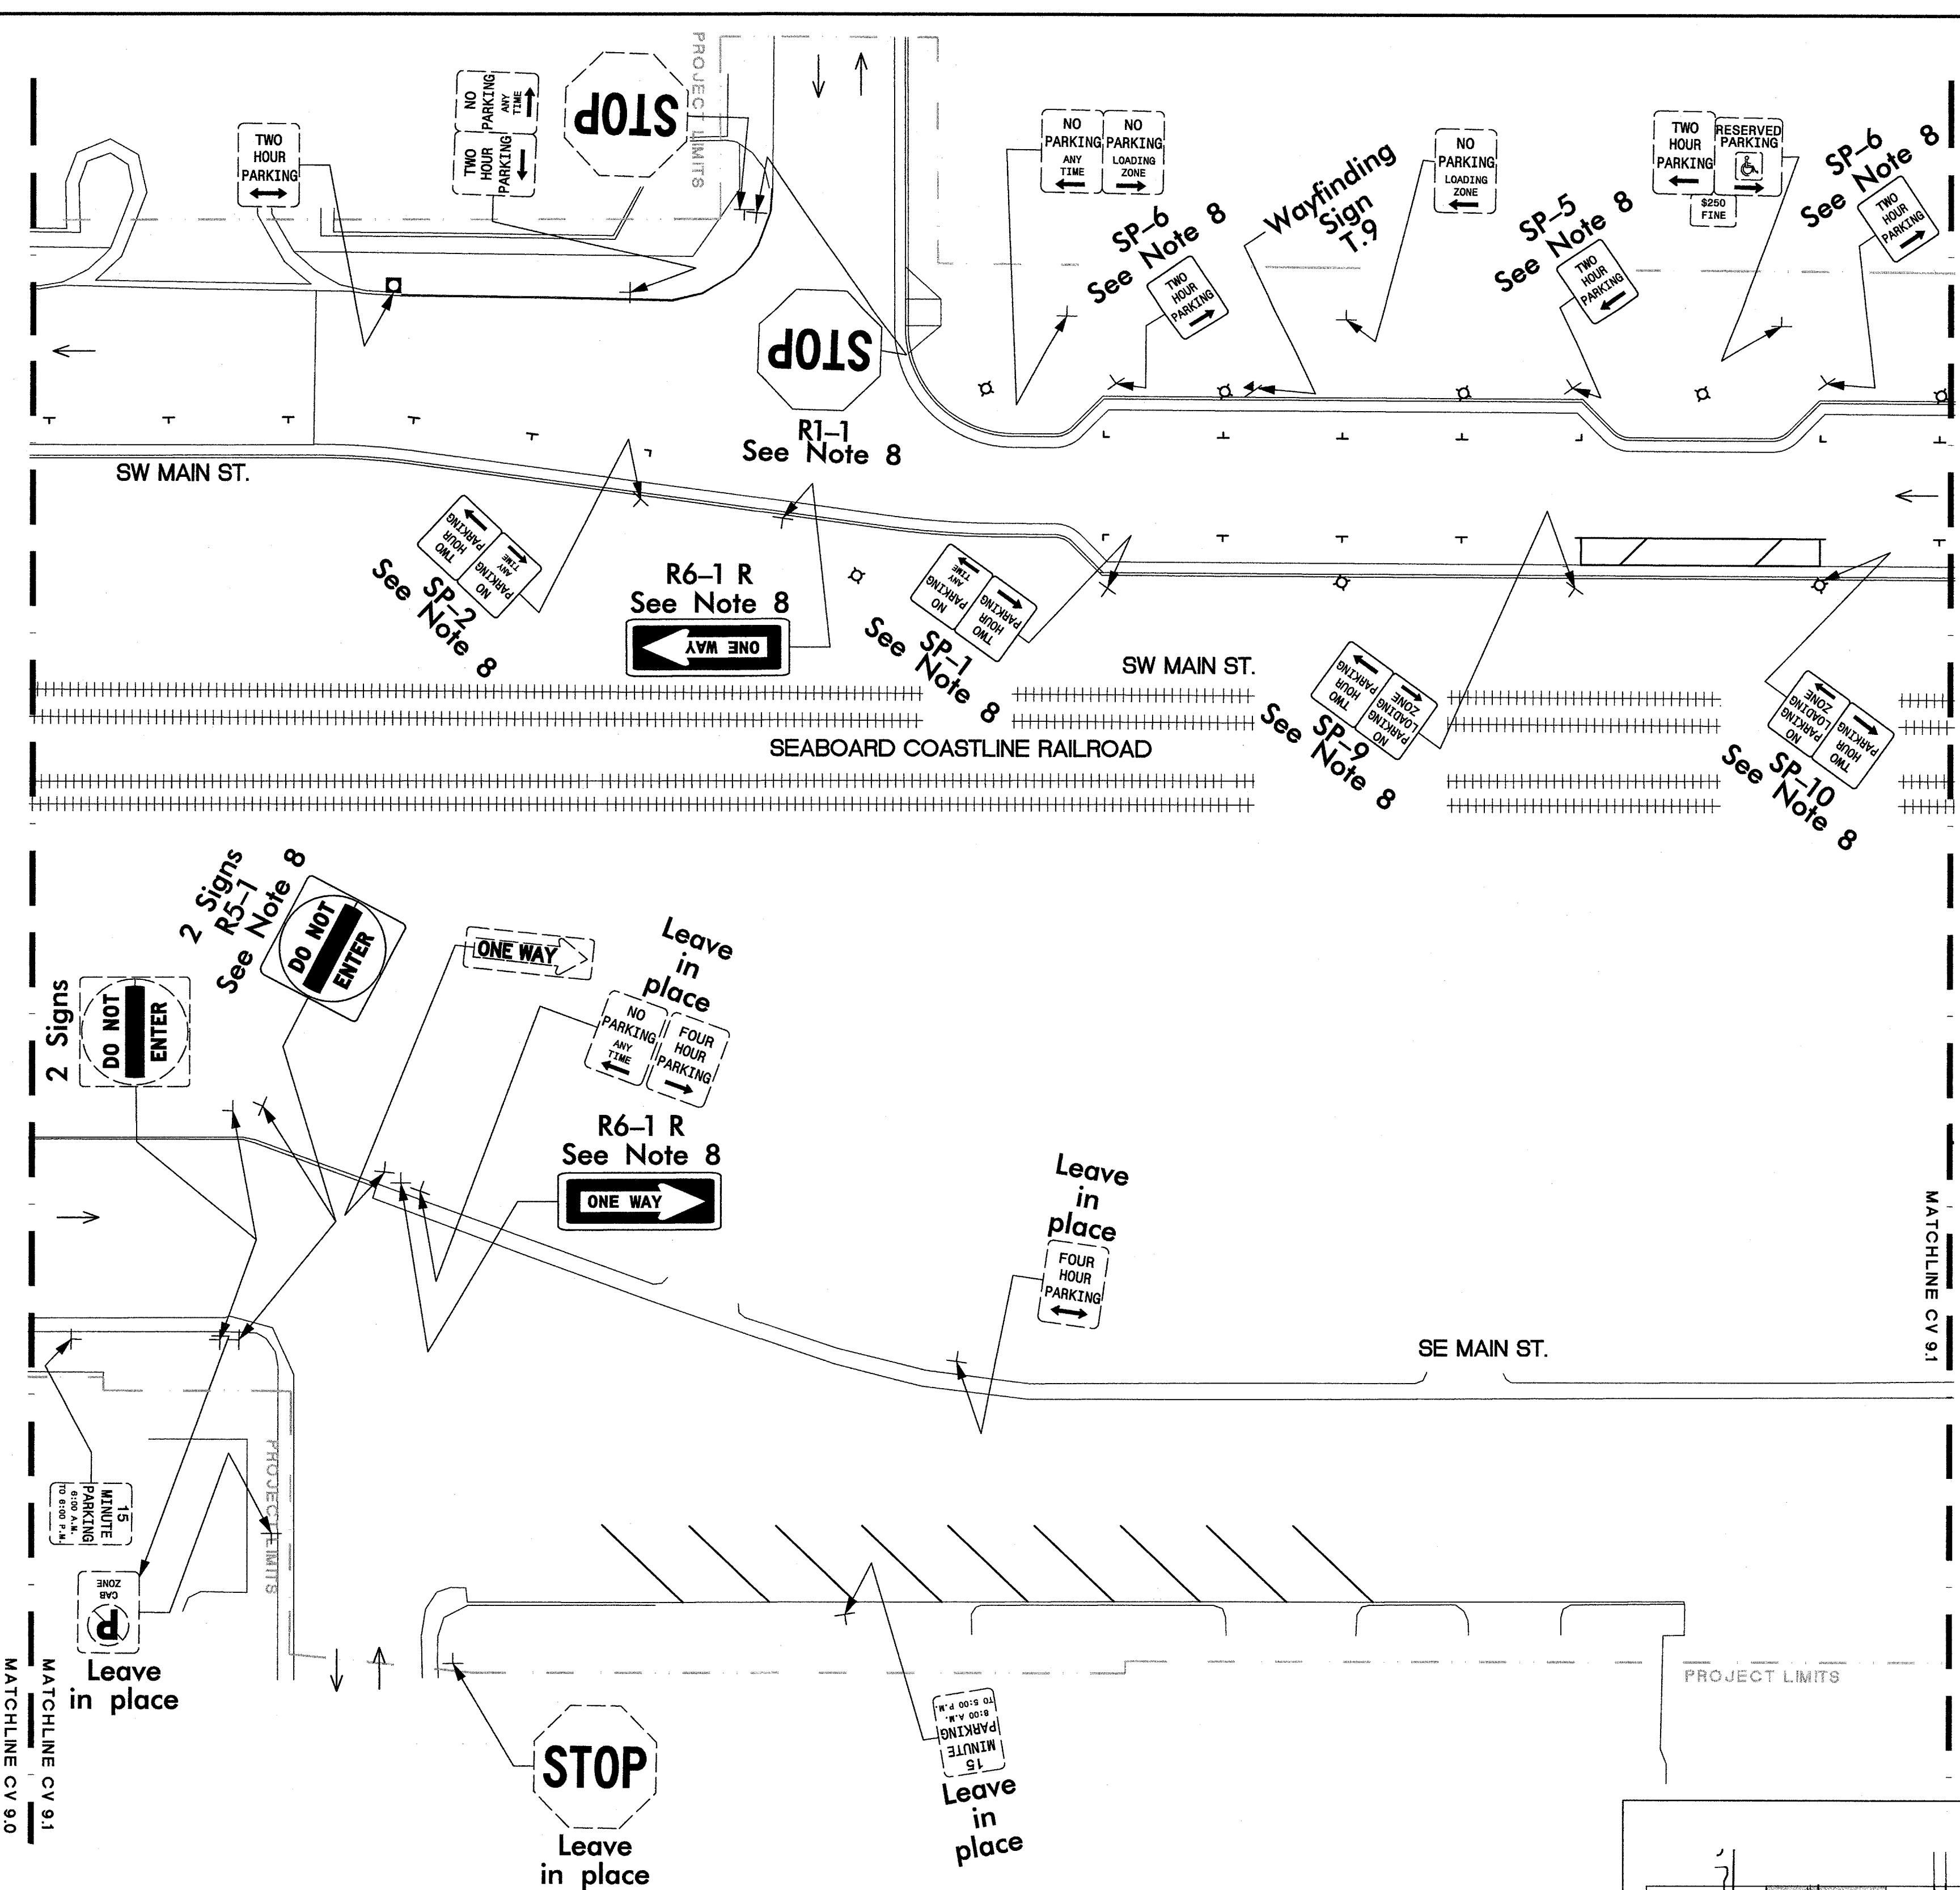 PROJECT LIMITS
TWO
HOUR
PARKING
NO
PARKING
ANY
TIME
TWO
HOUR
PARKING
STOP
NO
PARKING
ANY
TIME
NO
PARKING
LOADING
ZONE
SP-6
See Note 8
TWO
HOUR
PARKING
Wayfinding
Sign
T.9
NO
PARKING
LOADING
ZONE
SP-5
See Note 8
TWO
HOUR
PARKING
TWO
HOUR
PARKING
RESERVED
PARKING
$250
FINE
SP-6
See Note 8
TWO
HOUR
PARKING
STOP
R1-1
See Note 8
SW MAIN ST.
TWO
HOUR
PARKING
NO
PARKING
ANY
TIME
SP-2
See Note 8
R6-1 R
See Note 8
ONE WAY
NO
PARKING
ANY
TIME
TWO
HOUR
PARKING
SP-1
See Note 8
SW MAIN ST.
TWO
HOUR
PARKING
NO
PARKING
LOADING
ZONE
SP-9
See Note 8
NO
PARKING
LOADING
ZONE
TWO
HOUR
PARKING
SP-10
See Note 8
SEABOARD COASTLINE RAILROAD
2 Signs
R5-1
See Note 8
DO NOT
ENTER
2 Signs
DO NOT
ENTER
ONE WAY
Leave
in
place
NO
PARKING
ANY
TIME
FOUR
HOUR
PARKING
R6-1 R
See Note 8
ONE WAY
Leave
in
place
FOUR
HOUR
PARKING
SE MAIN ST.
MATCHLINE CV 9.1
PROJECT LIMITS
15
MINUTE
PARKING
6:00 A.M.
TO 6:00 P.M.
CAB
ZONE
P
Leave
in place
STOP
Leave
in place
15
MINUTE
PARKING
8:00 A.M.
TO 5:00 P.M.
Leave
in
place
PROJECT LIMITS
MATCHLINE CV 9.1
MATCHLINE CV 9.0